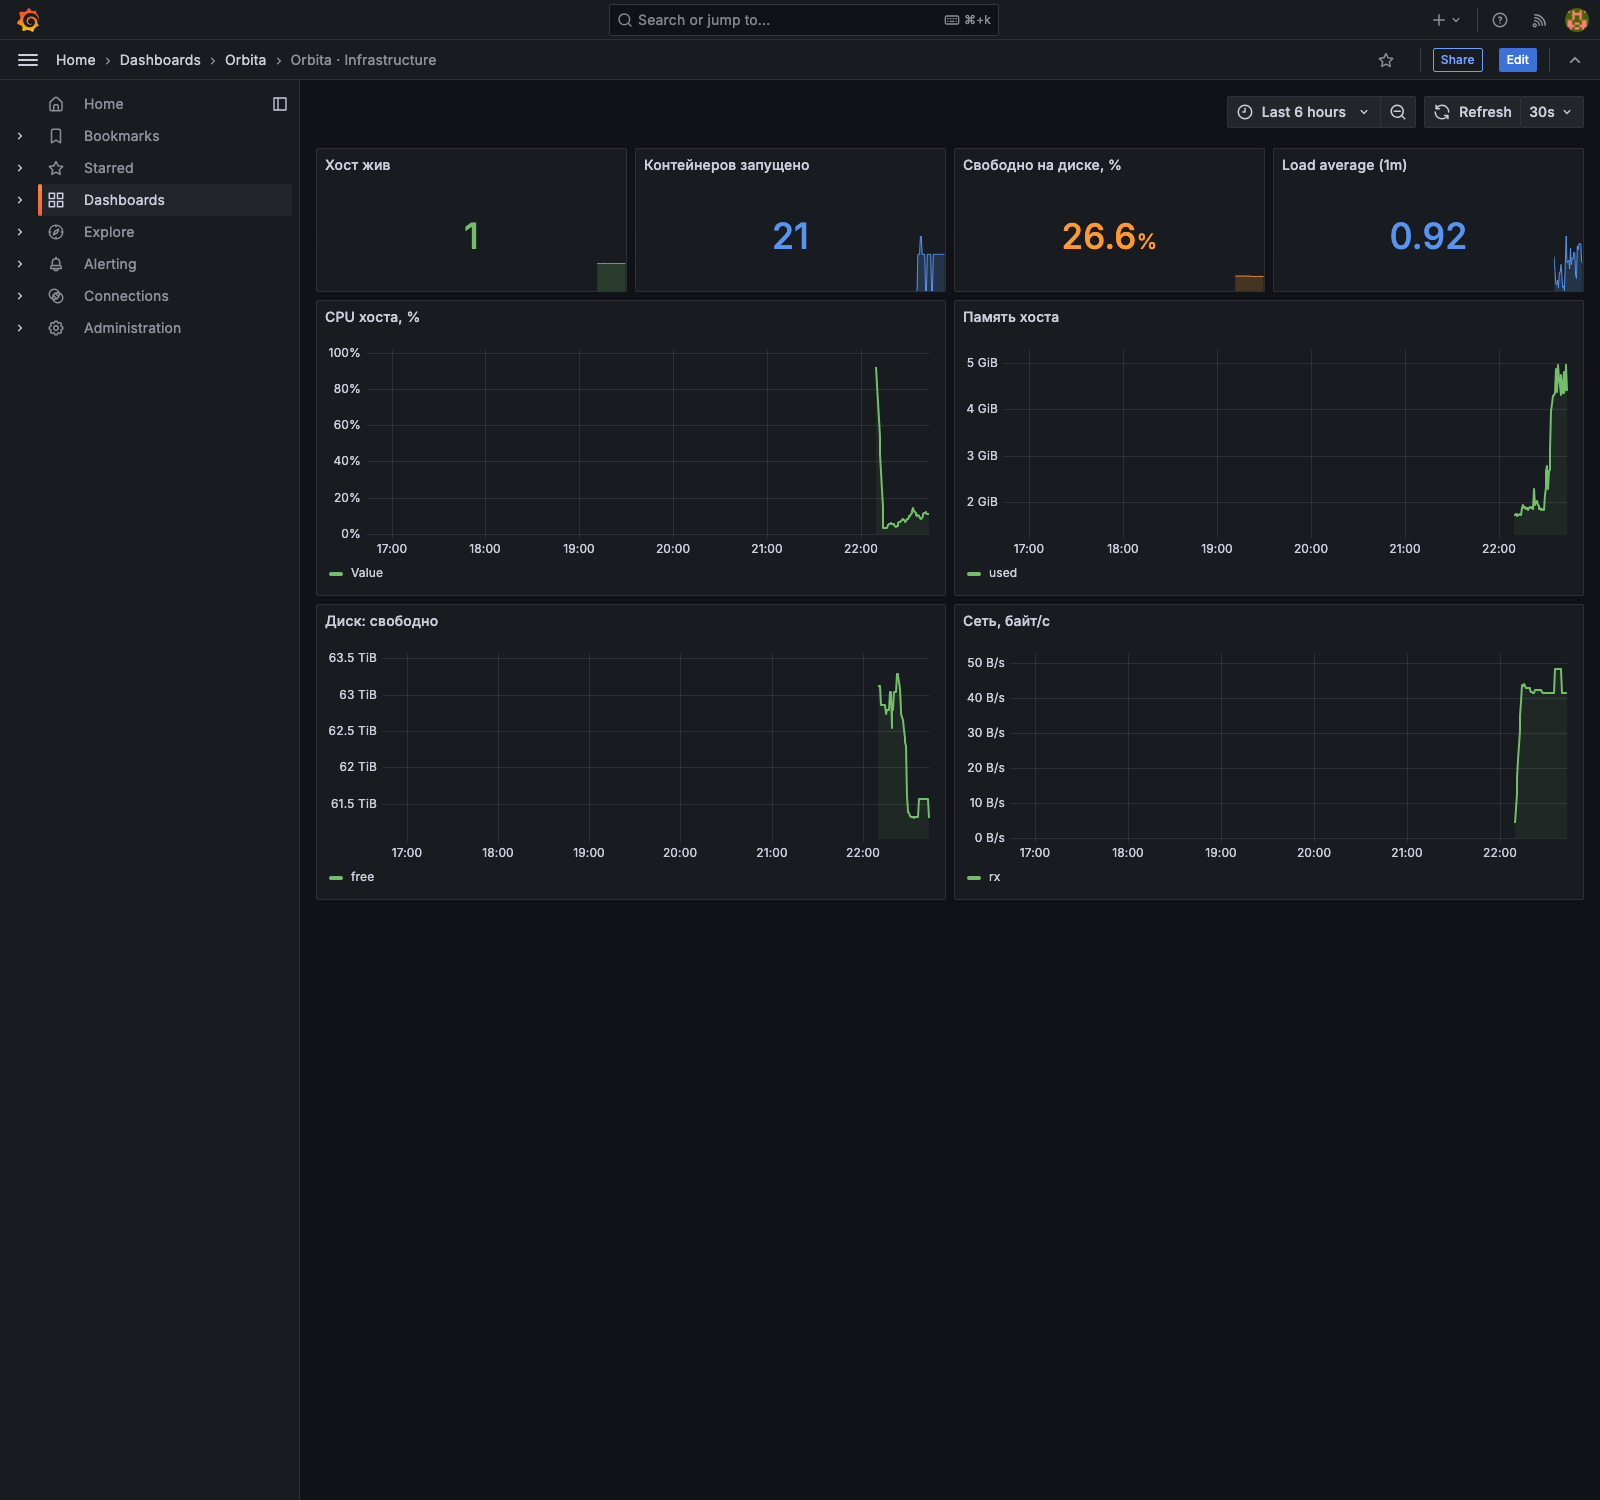 Search or jump to... ⌘+k
Home › Dashboards › Orbita › Orbita · Infrastructure
Share
Edit
Home
Bookmarks
Starred
Dashboards
Explore
Alerting
Connections
Administration
Last 6 hours
Refresh
30s
Хост жив
1
Контейнеров запущено
21
Свободно на диске, %
26.6%
Load average (1m)
0.92
CPU хоста, %
100%
80%
60%
40%
20%
0%
17:00 18:00 19:00 20:00 21:00 22:00
Value
Память хоста
5 GiB
4 GiB
3 GiB
2 GiB
17:00 18:00 19:00 20:00 21:00 22:00
used
Диск: свободно
63.5 TiB
63 TiB
62.5 TiB
62 TiB
61.5 TiB
17:00 18:00 19:00 20:00 21:00 22:00
free
Сеть, байт/с
50 B/s
40 B/s
30 B/s
20 B/s
10 B/s
0 B/s
17:00 18:00 19:00 20:00 21:00 22:00
rx